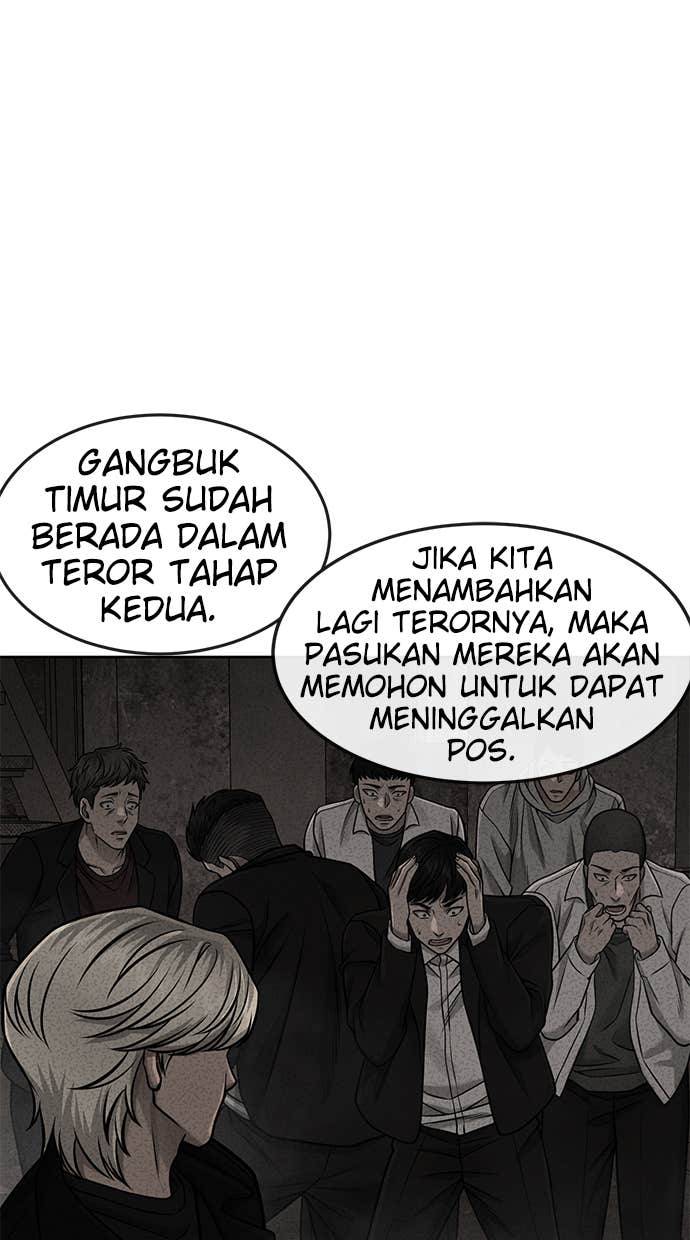 GANGBUK
TIMUR SUDAH
BERADA DALAM
TEROR TAHAP
KEDUA.
JIKA KITA
MENAMBAHKAN
LAGI TERORNYA, MAKA
PASUKAN MEREKA AKAN
MEMOHON UNTUK DAPAT
MENINGGALKAN
POS.